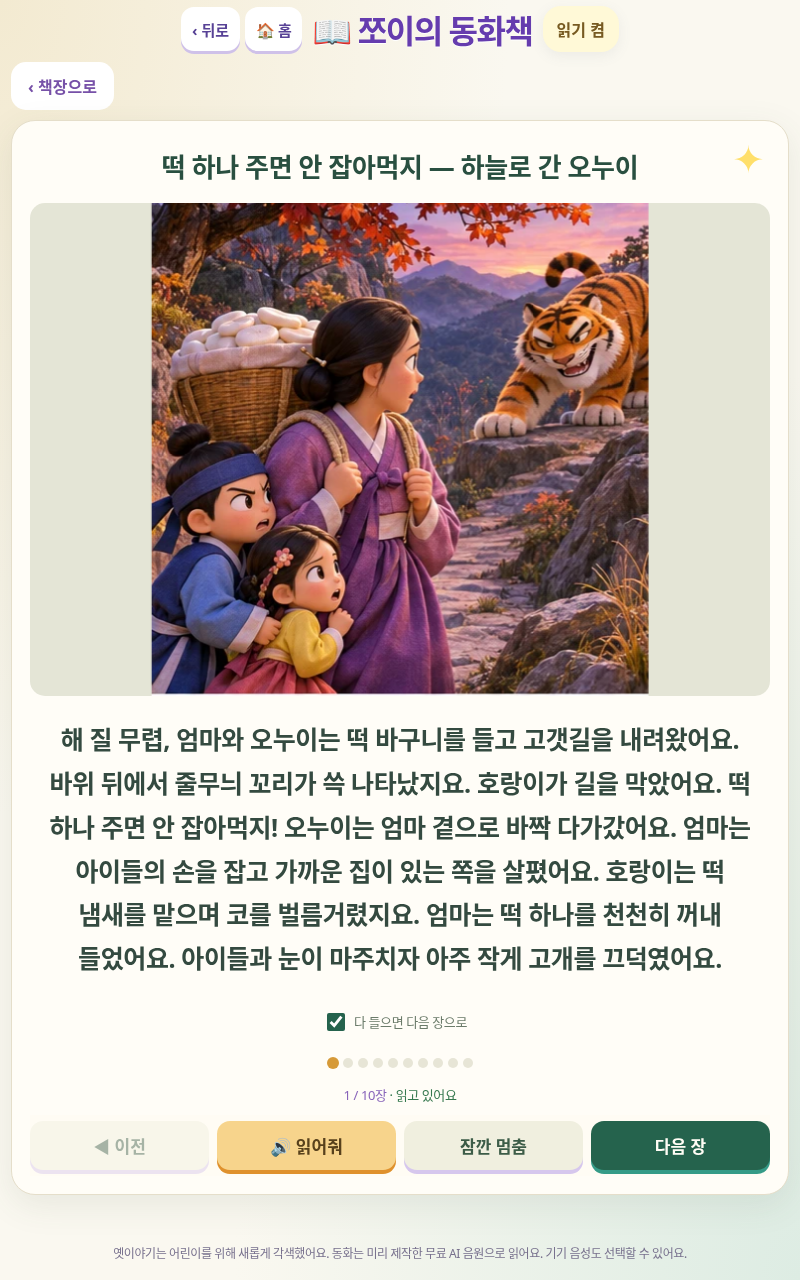 ‹ 뒤로 🏠 홈 📖 쪼이의 동화책 읽기 켬
‹ 책장으로
떡 하나 주면 안 잡아먹지 — 하늘로 간 오누이
해 질 무렵, 엄마와 오누이는 떡 바구니를 들고 고갯길을 내려왔어요.
바위 뒤에서 줄무늬 꼬리가 쓱 나타났지요. 호랑이가 길을 막았어요. 떡
하나 주면 안 잡아먹지! 오누이는 엄마 곁으로 바짝 다가갔어요. 엄마는
아이들의 손을 잡고 가까운 집이 있는 쪽을 살폈어요. 호랑이는 떡
냄새를 맡으며 코를 벌름거렸지요. 엄마는 떡 하나를 천천히 꺼내
들었어요. 아이들과 눈이 마주치자 아주 작게 고개를 끄덕였어요.
다 들으면 다음 장으로
1 / 10장 · 읽고 있어요
◀ 이전 🔊 읽어줘 잠깐 멈춤 다음 장
옛이야기는 어린이를 위해 새롭게 각색했어요. 동화는 미리 제작한 무료 AI 음원으로 읽어요. 기기 음성도 선택할 수 있어요.